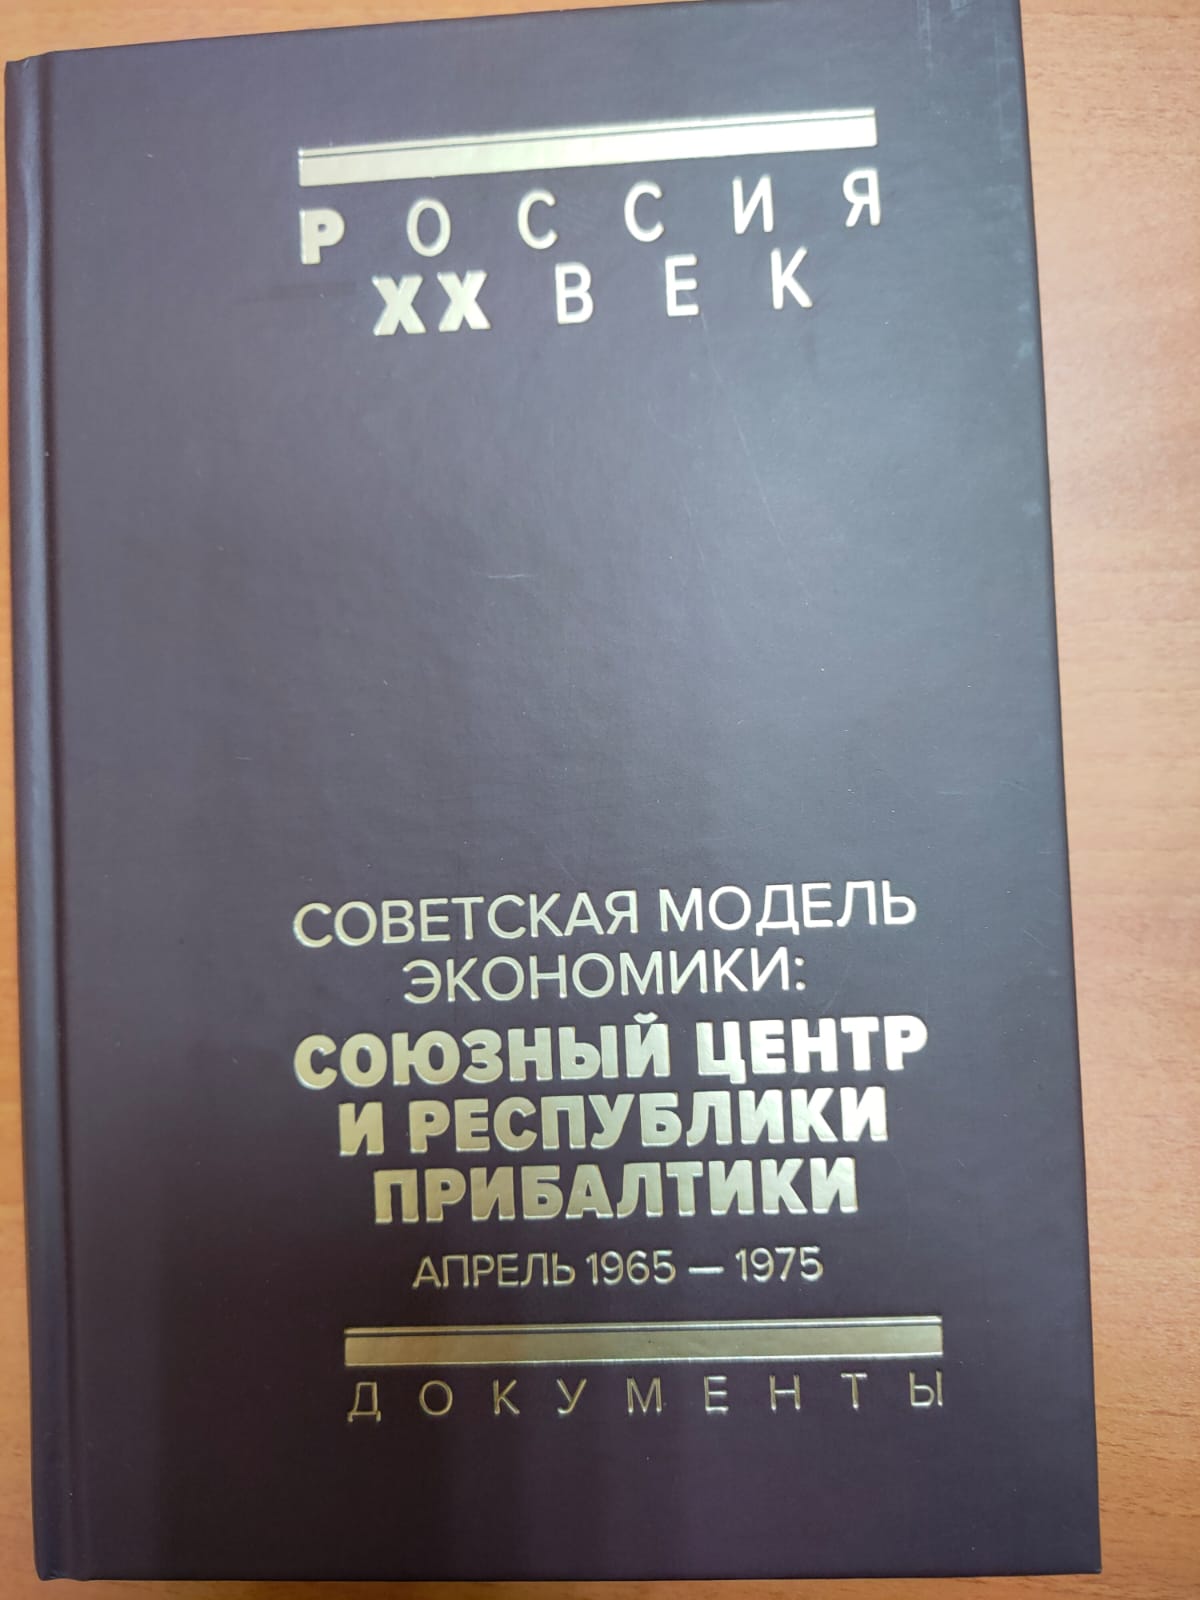 РОССИЯ
XX ВЕК
СОВЕТСКАЯ МОДЕЛЬ
ЭКОНОМИКИ:
СОЮЗНЫЙ ЦЕНТР
И РЕСПУБЛИКИ
ПРИБАЛТИКИ
АПРЕЛЬ 1965 — 1975
ДОКУМЕНТЫ